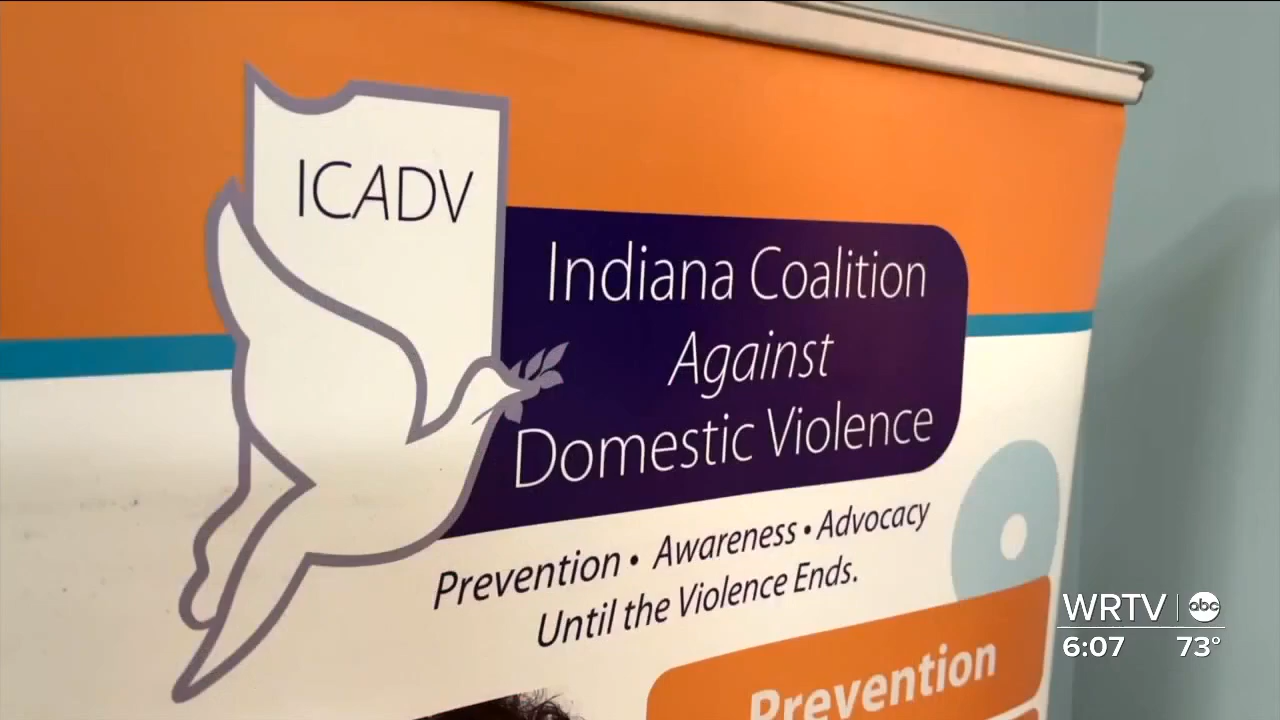 ICADV
Indiana Coalition
Against
Domestic Violence
Prevention • Awareness • Advocacy
Until the Violence Ends.
Prevention
WRTV | abc
6:07 73°